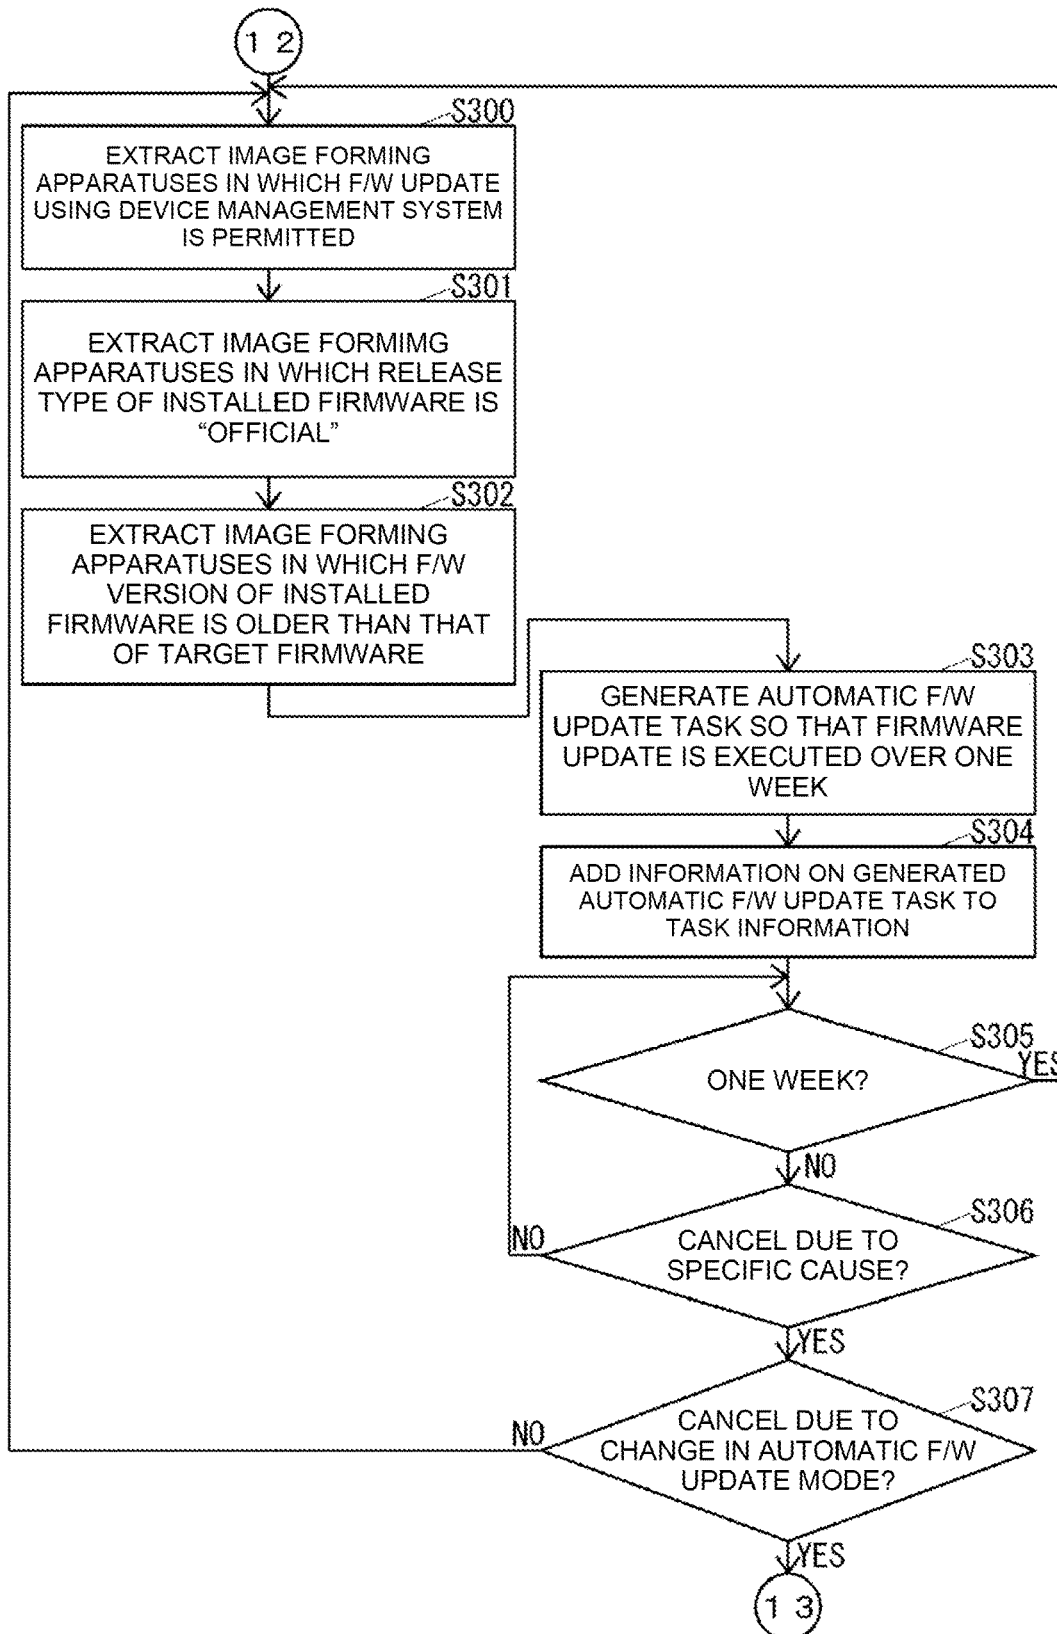 1 2
S300
EXTRACT IMAGE FORMING
APPARATUSES IN WHICH F/W UPDATE
USING DEVICE MANAGEMENT SYSTEM
IS PERMITTED
S301
EXTRACT IMAGE FORMIMG
APPARATUSES IN WHICH RELEASE
TYPE OF INSTALLED FIRMWARE IS
“OFFICIAL”
S302
EXTRACT IMAGE FORMING
APPARATUSES IN WHICH F/W
VERSION OF INSTALLED
FIRMWARE IS OLDER THAN THAT
OF TARGET FIRMWARE
S303
GENERATE AUTOMATIC F/W
UPDATE TASK SO THAT FIRMWARE
UPDATE IS EXECUTED OVER ONE
WEEK
S304
ADD INFORMATION ON GENERATED
AUTOMATIC F/W UPDATE TASK TO
TASK INFORMATION
S305
YES
ONE WEEK?
NO
S306
NO
CANCEL DUE TO
SPECIFIC CAUSE?
YES
S307
NO
CANCEL DUE TO
CHANGE IN AUTOMATIC F/W
UPDATE MODE?
YES
1 3